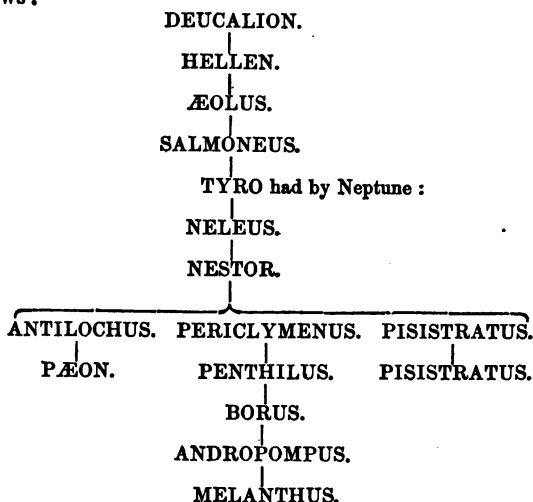 DEUCALION.
HELLEN.
ÆOLUS.
SALMONEUS.
TYRO had by Neptune :
NELEUS.
NESTOR.
ANTILOCHUS. PERICLYMENUS. PISISTRATUS.
PÆON. PENTHILUS. PISISTRATUS.
BORUS.
ANDROPOMPUS.
MELANTHUS.